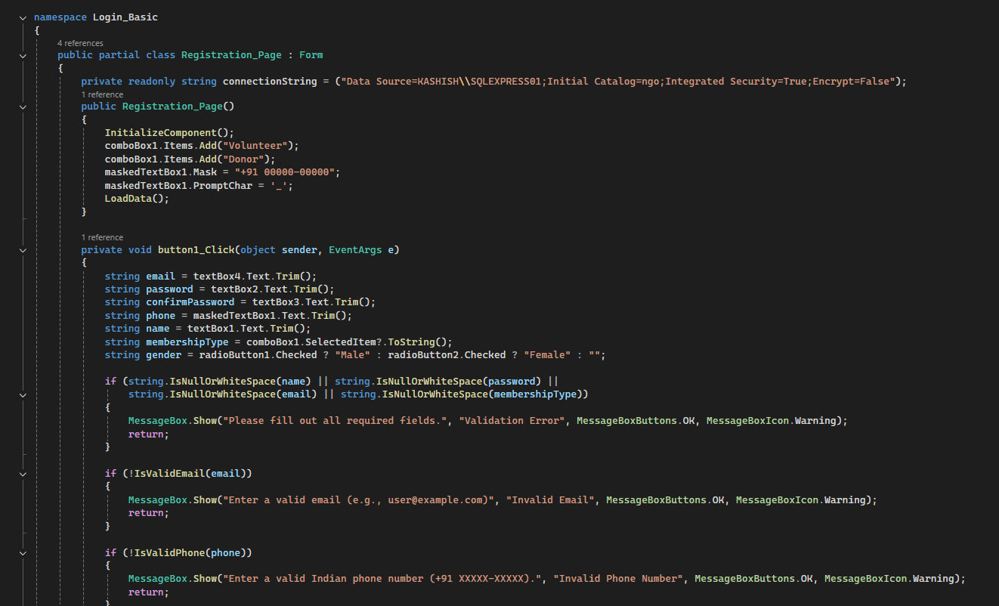 namespace Login_Basic
{
4 references
public partial class Registration_Page : Form
{
private readonly string connectionString = ("Data Source=KASHISH\\SQLEXPRESS01;Initial Catalog=ngo;Integrated Security=True;Encrypt=False");
1 reference
public Registration_Page()
{
InitializeComponent();
comboBox1.Items.Add("Volunteer");
comboBox1.Items.Add("Donor");
maskedTextBox1.Mask = "+91 00000-00000";
maskedTextBox1.PromptChar = '_';
LoadData();
}
1 reference
private void button1_Click(object sender, EventArgs e)
{
string email = textBox4.Text.Trim();
string password = textBox2.Text.Trim();
string confirmPassword = textBox3.Text.Trim();
string phone = maskedTextBox1.Text.Trim();
string name = textBox1.Text.Trim();
string membershipType = comboBox1.SelectedItem?.ToString();
string gender = radioButton1.Checked ? "Male" : radioButton2.Checked ? "Female" : "";
if (string.IsNullOrWhiteSpace(name) || string.IsNullOrWhiteSpace(password) ||
string.IsNullOrWhiteSpace(email) || string.IsNullOrWhiteSpace(membershipType))
{
MessageBox.Show("Please fill out all required fields.", "Validation Error", MessageBoxButtons.OK, MessageBoxIcon.Warning);
return;
}
if (!IsValidEmail(email))
{
MessageBox.Show("Enter a valid email (e.g., user@example.com)", "Invalid Email", MessageBoxButtons.OK, MessageBoxIcon.Warning);
return;
}
if (!IsValidPhone(phone))
{
MessageBox.Show("Enter a valid Indian phone number (+91 XXXXX-XXXXX).", "Invalid Phone Number", MessageBoxButtons.OK, MessageBoxIcon.Warning);
return;
}